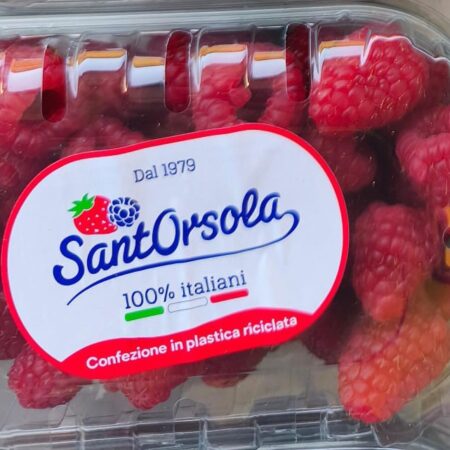 Dal 1979
SantOrsola
100% italiani
Confezione in plastica riciclata